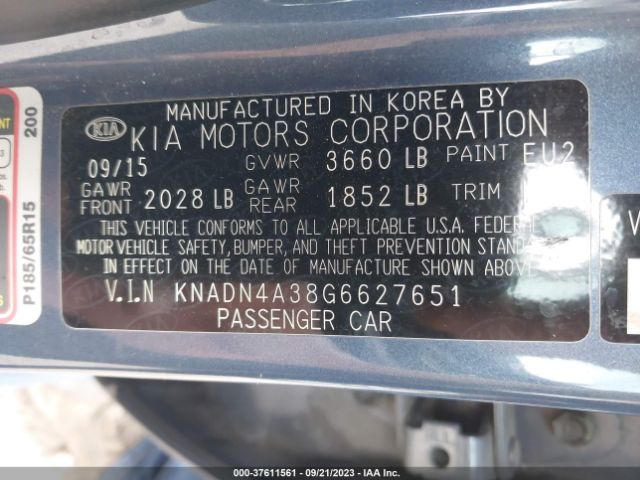 MANUFACTURED IN KOREA BY
KIA KIA MOTORS CORPORATION
09/15 GVWR 3660 LB PAINT EU2
GAWR FRONT 2028 LB GAWR REAR 1852 LB TRIM
THIS VEHICLE CONFORMS TO ALL APPLICABLE U.S.A. FEDERAL
MOTOR VEHICLE SAFETY, BUMPER, AND THEFT PREVENTION STANDA
IN EFFECT ON THE DATE OF MANUFACTURE SHOWN ABOVE.
V.I.N KNADN4A38G6627651
PASSENGER CAR
200
P185/65R15
000-37611561 - 09/21/2023 - IAA Inc.